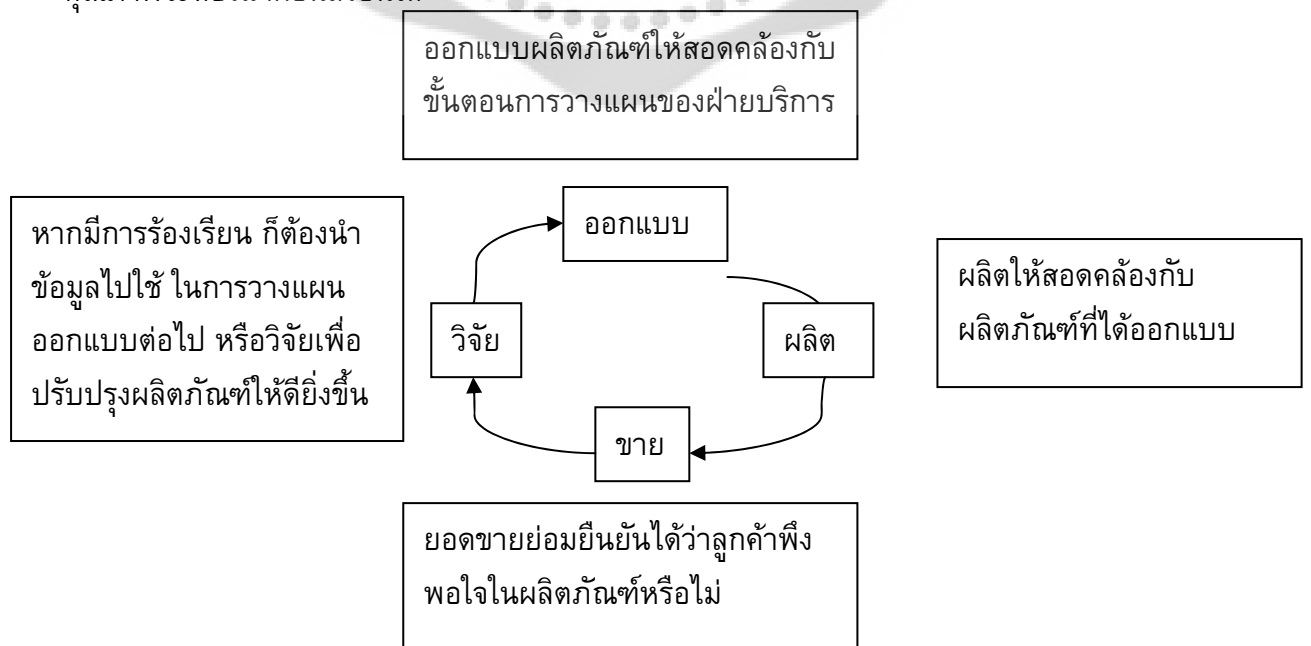 ออกแบบผลิตภัณฑ์ให้สอดคล้องกับ
ขั้นตอนการวางแผนของฝ่ายบริการ
ออกแบบ
หากมีการร้องเรียน ก็ต้องนำ
ข้อมูลไปใช้ ในการวางแผน
ออกแบบต่อไป หรือวิจัยเพื่อ
ปรับปรุงผลิตภัณฑ์ให้ดียิ่งขึ้น
วิจัย
ผลิต
ผลิตให้สอดคล้องกับ
ผลิตภัณฑ์ที่ได้ออกแบบ
ขาย
ยอดขายย่อมยืนยันได้ว่าลูกค้าพึง
พอใจในผลิตภัณฑ์หรือไม่